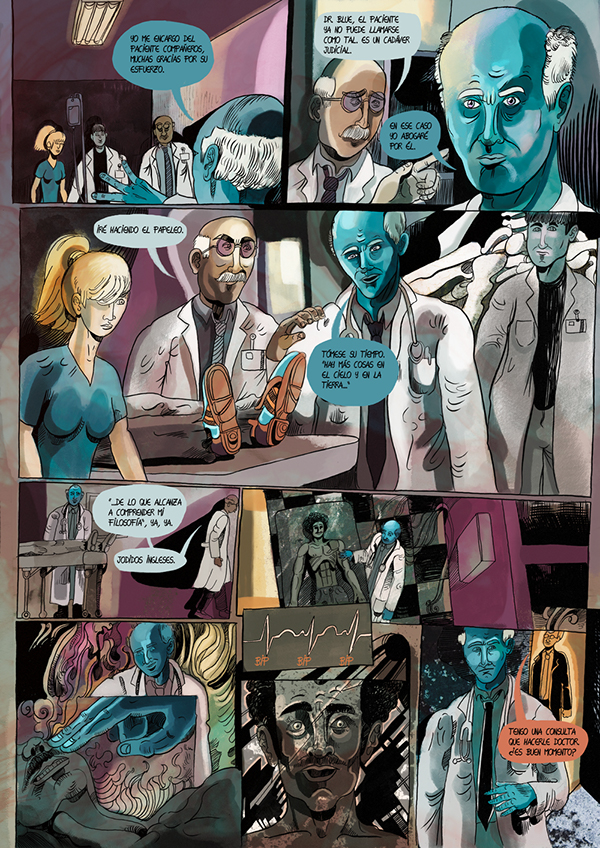 YO ME ENCARGO DEL
PACIENTE COMPAÑEROS,
MUCHAS GRACIAS POR SU
ESFUERZO.
DR. BLUE, EL PACIENTE
YA NO PUEDE LLAMARSE
COMO TAL. ES UN CADÁVER
JUDICIAL.
EN ESE CASO
YO ABOGARÉ
POR ÉL.
IRÉ HACIENDO EL PAPELEO.
TÓMESE SU TIEMPO.
"HAY MÁS COSAS EN
EL CIELO Y EN LA
TIERRA..."
"...DE LO QUE ALCANZA
A COMPRENDER MI
FILOSOFÍA", YA, YA.
JODIDOS INGLESES.
B/P B/P B/P
TENGO UNA CONSULTA
QUE HACERLE DOCTOR.
¿ES BUEN MOMENTO?